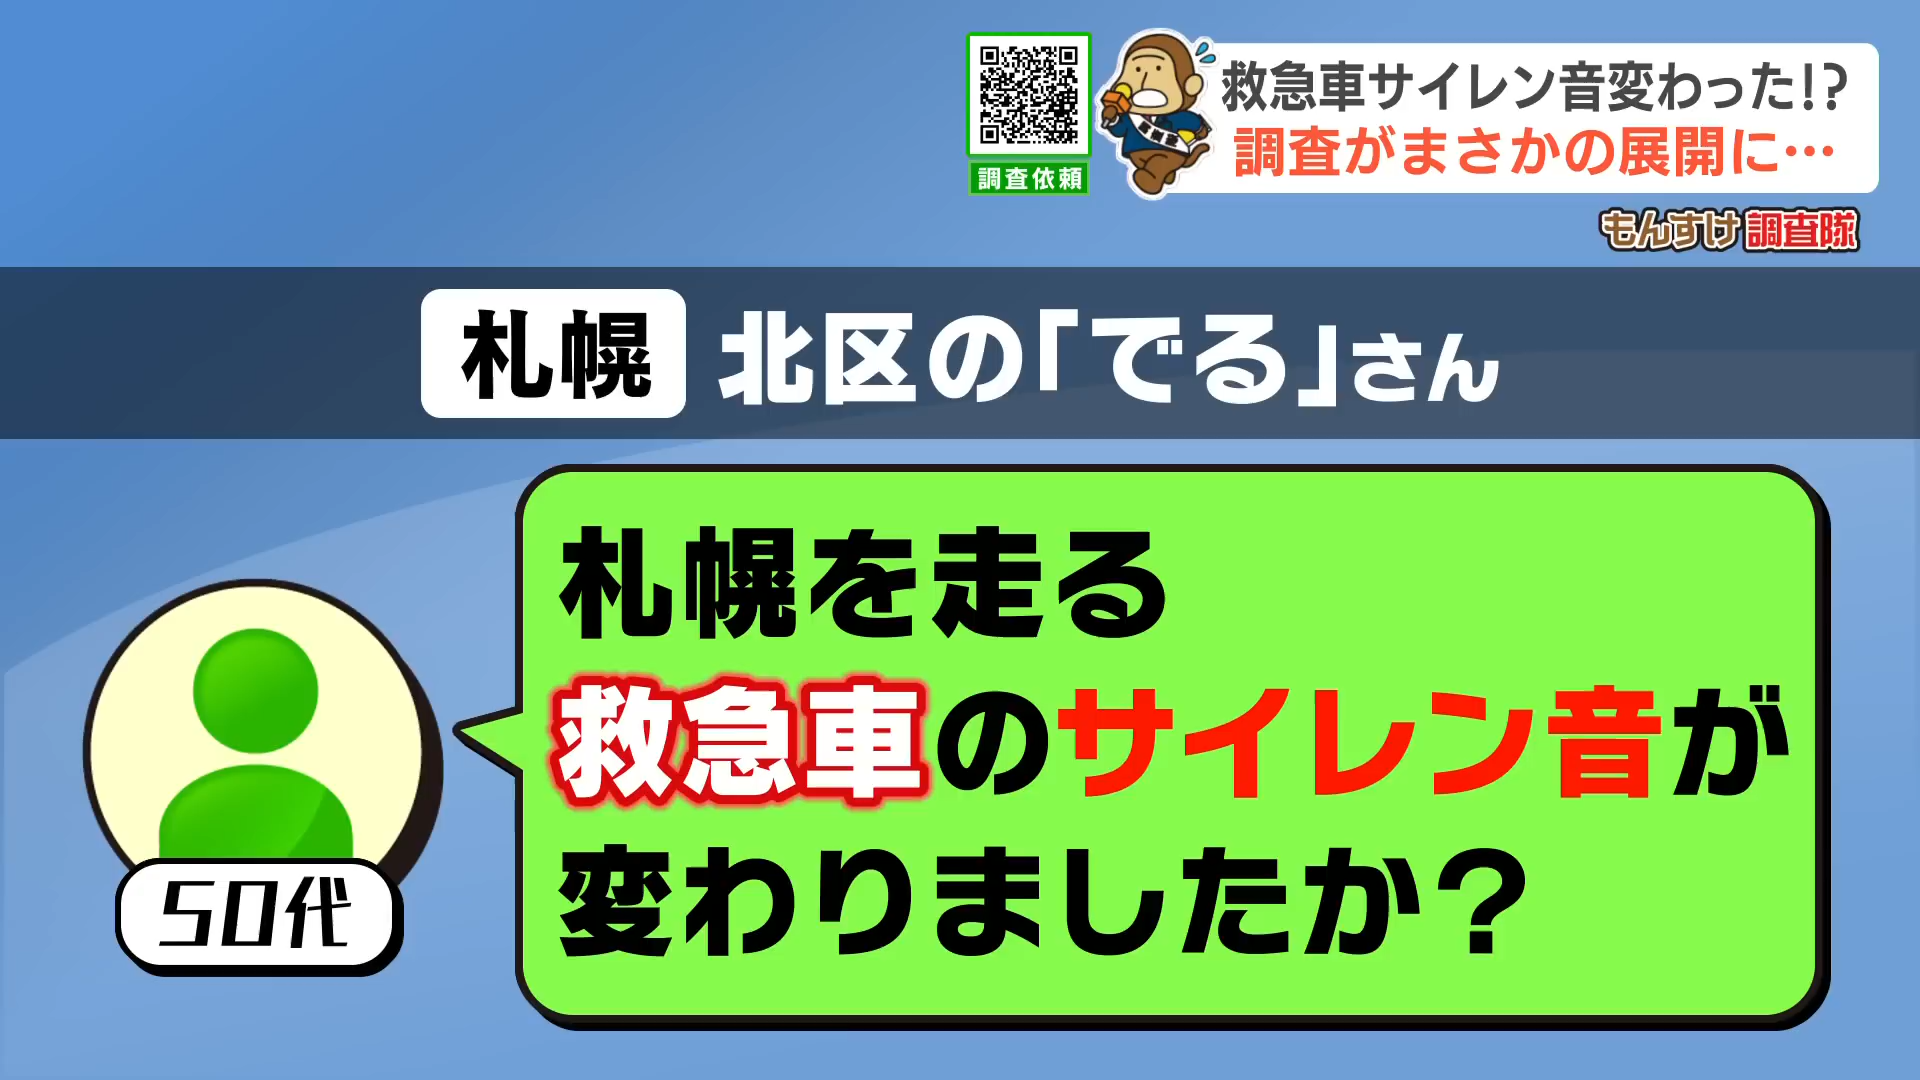 救急車サイレン音変わった!?
調査がまさかの展開に…
調査依頼
もんすけ調査隊
札幌 北区の「でる」さん
札幌を走る
救急車のサイレン音が
変わりましたか？
50代